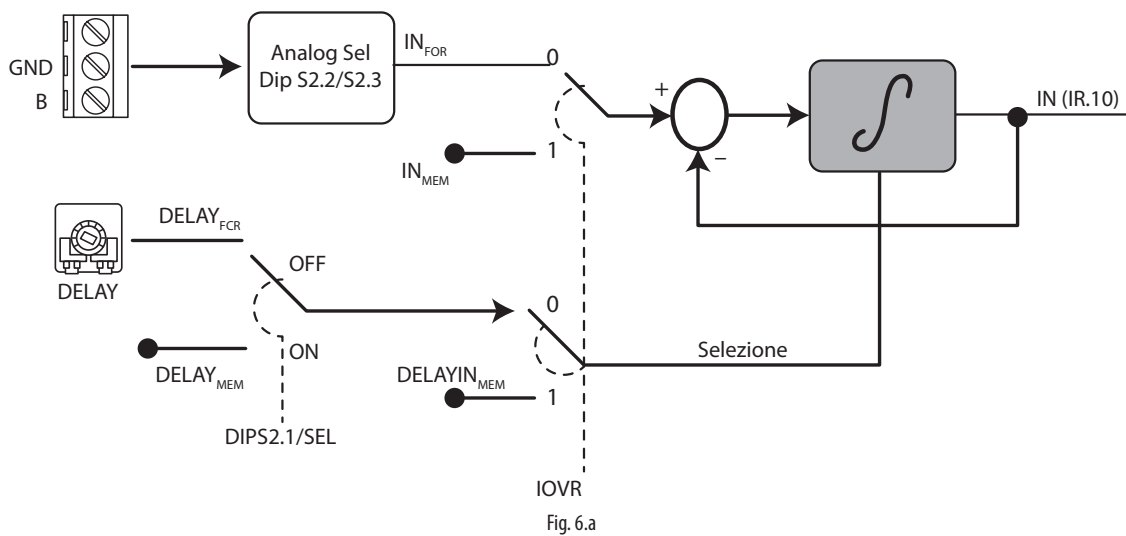 GND
B
Analog Sel
Dip S2.2/S2.3
IN FOR
0
1
IN MEM
+
−
IN (IR.10)
DELAY FCR
DELAY
OFF
ON
DELAY MEM
DIPS2.1/SEL
0
DELAYIN MEM
1
Selezione
IOVR
Fig. 6.a